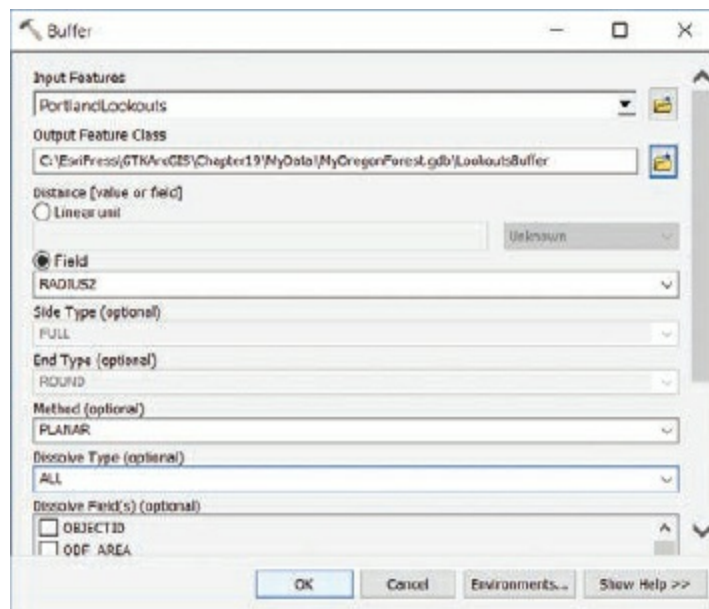 Buffer
Input Features
PortlandLookouts
Output Feature Class
C:\EsriPress\GTKArcGIS\Chapter19\MyData\MyOregonForest.gdb\LookoutsBuffer
Distance [value or field]
Linear unit
Unknown
Field
RADIUS2
Side Type (optional)
FULL
End Type (optional)
ROUND
Method (optional)
PLANAR
Dissolve Type (optional)
ALL
Dissolve Field(s) (optional)
OBJECTID
ODF_AREA
OK Cancel Environments... Show Help >>